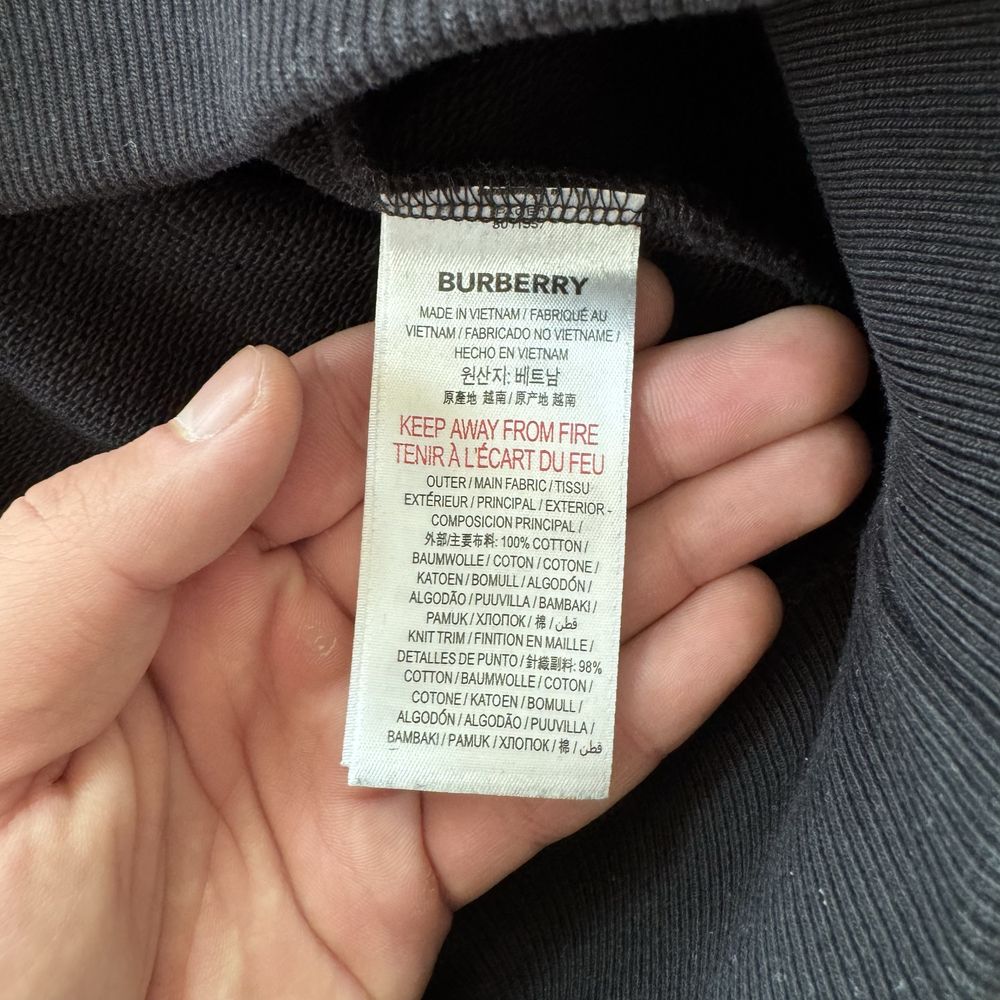 BURBERRY
MADE IN VIETNAM / FABRIQUÉ AU
VIETNAM / FABRICADO NO VIETNAME /
HECHO EN VIETNAM
원산지: 베트남
原產地 越南 / 原产地 越南
KEEP AWAY FROM FIRE
TENIR À L'ÉCART DU FEU
OUTER / MAIN FABRIC / TISSU
EXTÉRIEUR / PRINCIPAL / EXTERIOR -
COMPOSICION PRINCIPAL /
外部/主要布料: 100% COTTON /
BAUMWOLLE / COTON / COTONE /
KATOEN / BOMULL / ALGODÓN /
ALGODÃO / PUUVILLA / BAMBAKI /
PAMUK / ХЛОПОК / 棉 / قطن
KNIT TRIM / FINITION EN MAILLE /
DETALLES DE PUNTO / 針織副料: 98%
COTTON / BAUMWOLLE / COTON /
COTONE / KATOEN / BOMULL /
ALGODÓN / ALGODÃO / PUUVILLA /
BAMBAKI / PAMUK / ХЛОПОК / 棉 / قطن